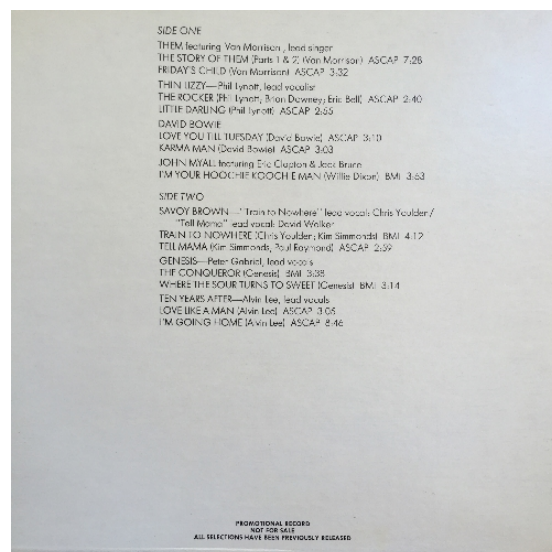 SIDE ONE
THEM featuring Van Morrison, lead singer
THE STORY OF THEM (Parts 1 & 2) (Van Morrison) ASCAP 7:28
FRIDAY'S CHILD (Van Morrison) ASCAP 3:32
THIN LIZZY—Phil Lynott, lead vocalist
THE ROCKER (Phil Lynott; Brian Downey; Eric Bell) ASCAP 2:40
LITTLE DARLING (Phil Lynott) ASCAP 2:55
DAVID BOWIE
LOVE YOU TILL TUESDAY (David Bowie) ASCAP 3:10
KARMA MAN (David Bowie) ASCAP 3:03
JOHN MYALL featuring Eric Clapton & Jack Bruce
I'M YOUR HOOCHIE KOOCHIE MAN (Willie Dixon) BMI 3:53
SIDE TWO
SAVOY BROWN—"Train to Nowhere" lead vocal: Chris Youlden/
"Tell Mama" lead vocal: David Walker
TRAIN TO NOWHERE (Chris Youlden; Kim Simmonds) BMI 4:12
TELL MAMA (Kim Simmonds, Paul Raymond) ASCAP 2:59
GENESIS—Peter Gabriel, lead vocals
THE CONQUEROR (Genesis) BMI 3:38
WHERE THE SOUR TURNS TO SWEET (Genesis) BMI 3:14
TEN YEARS AFTER—Alvin Lee, lead vocals
LOVE LIKE A MAN (Alvin Lee) ASCAP 3:05
I'M GOING HOME (Alvin Lee) ASCAP 8:46
PROMOTIONAL RECORD
NOT FOR SALE
ALL SELECTIONS HAVE BEEN PREVIOUSLY RELEASED